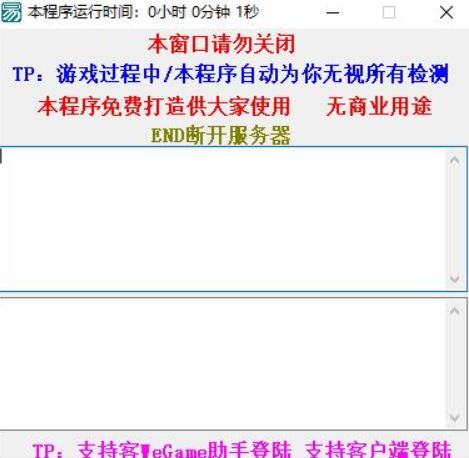 易 本程序运行时间：0小时 0分钟 1秒
本窗口请勿关闭
TP：游戏过程中/本程序自动为你无视所有检测
本程序免费打造供大家使用 无商业用途
END断开服务器
TP：支持客WeGame助手登陆 支持客户端登陆